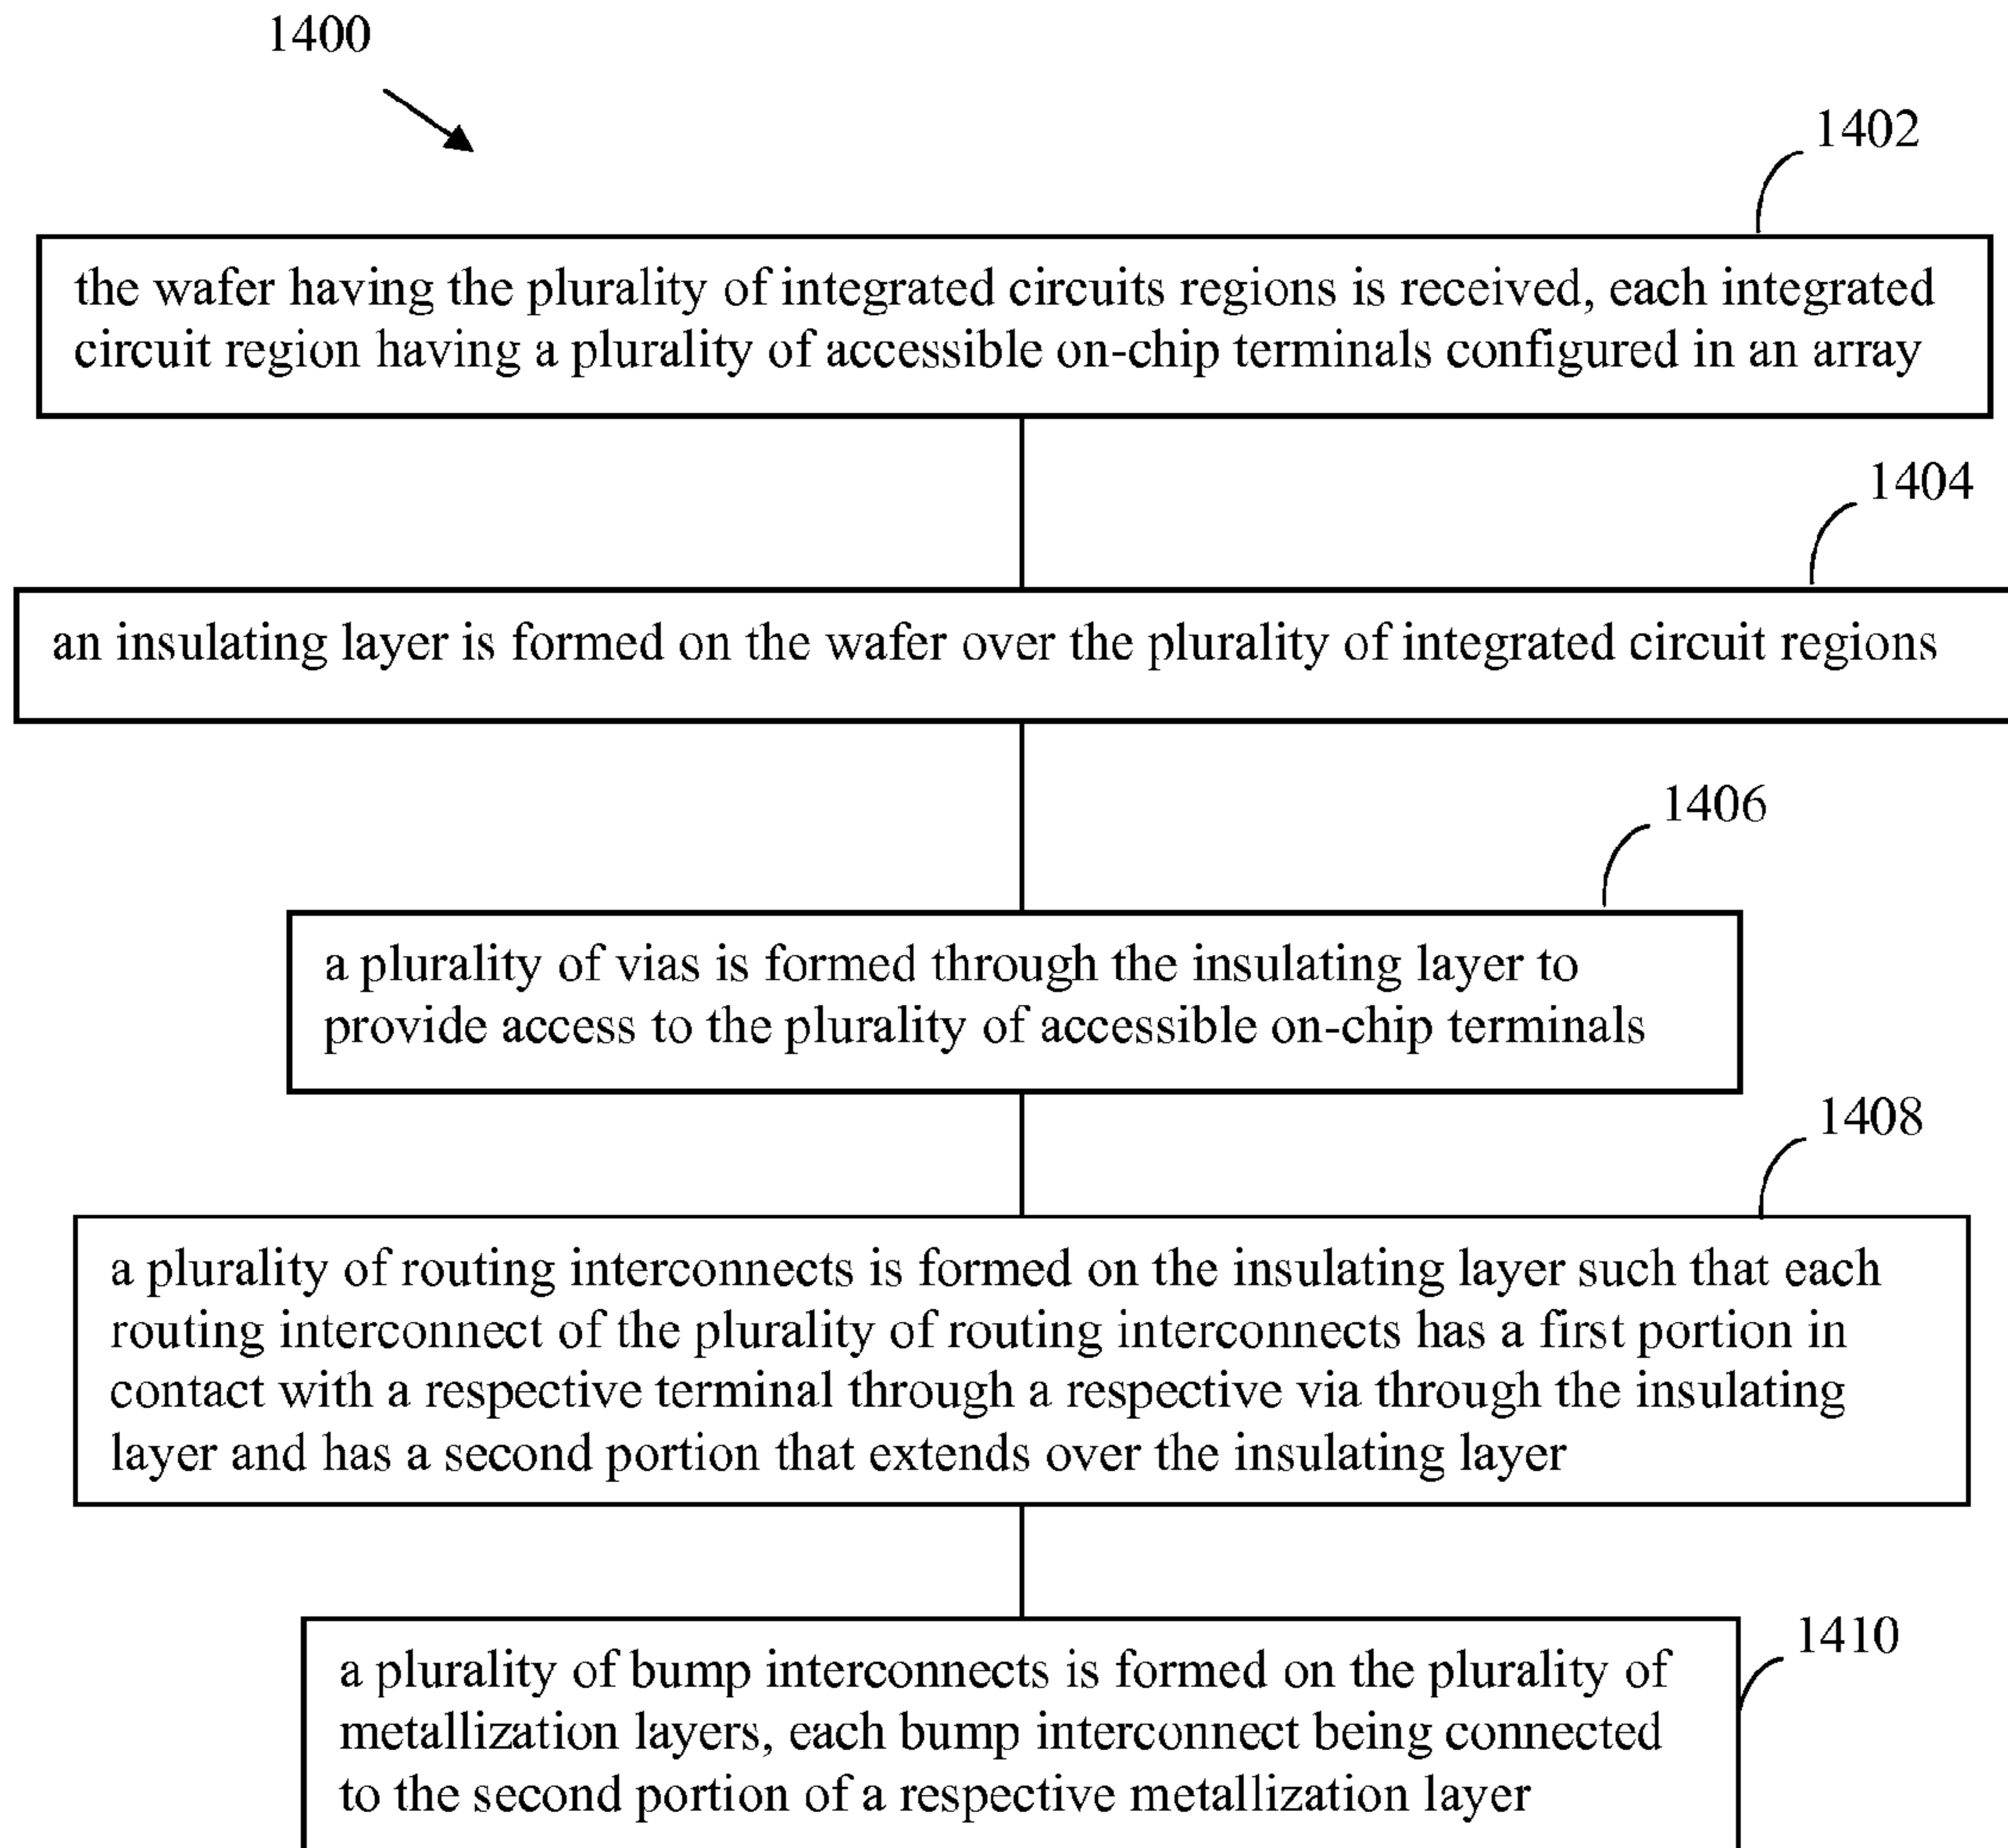 1400
1402
the wafer having the plurality of integrated circuits regions is received, each integrated
circuit region having a plurality of accessible on-chip terminals configured in an array
1404
an insulating layer is formed on the wafer over the plurality of integrated circuit regions
1406
a plurality of vias is formed through the insulating layer to
provide access to the plurality of accessible on-chip terminals
1408
a plurality of routing interconnects is formed on the insulating layer such that each
routing interconnect of the plurality of routing interconnects has a first portion in
contact with a respective terminal through a respective via through the insulating
layer and has a second portion that extends over the insulating layer
1410
a plurality of bump interconnects is formed on the plurality of
metallization layers, each bump interconnect being connected
to the second portion of a respective metallization layer